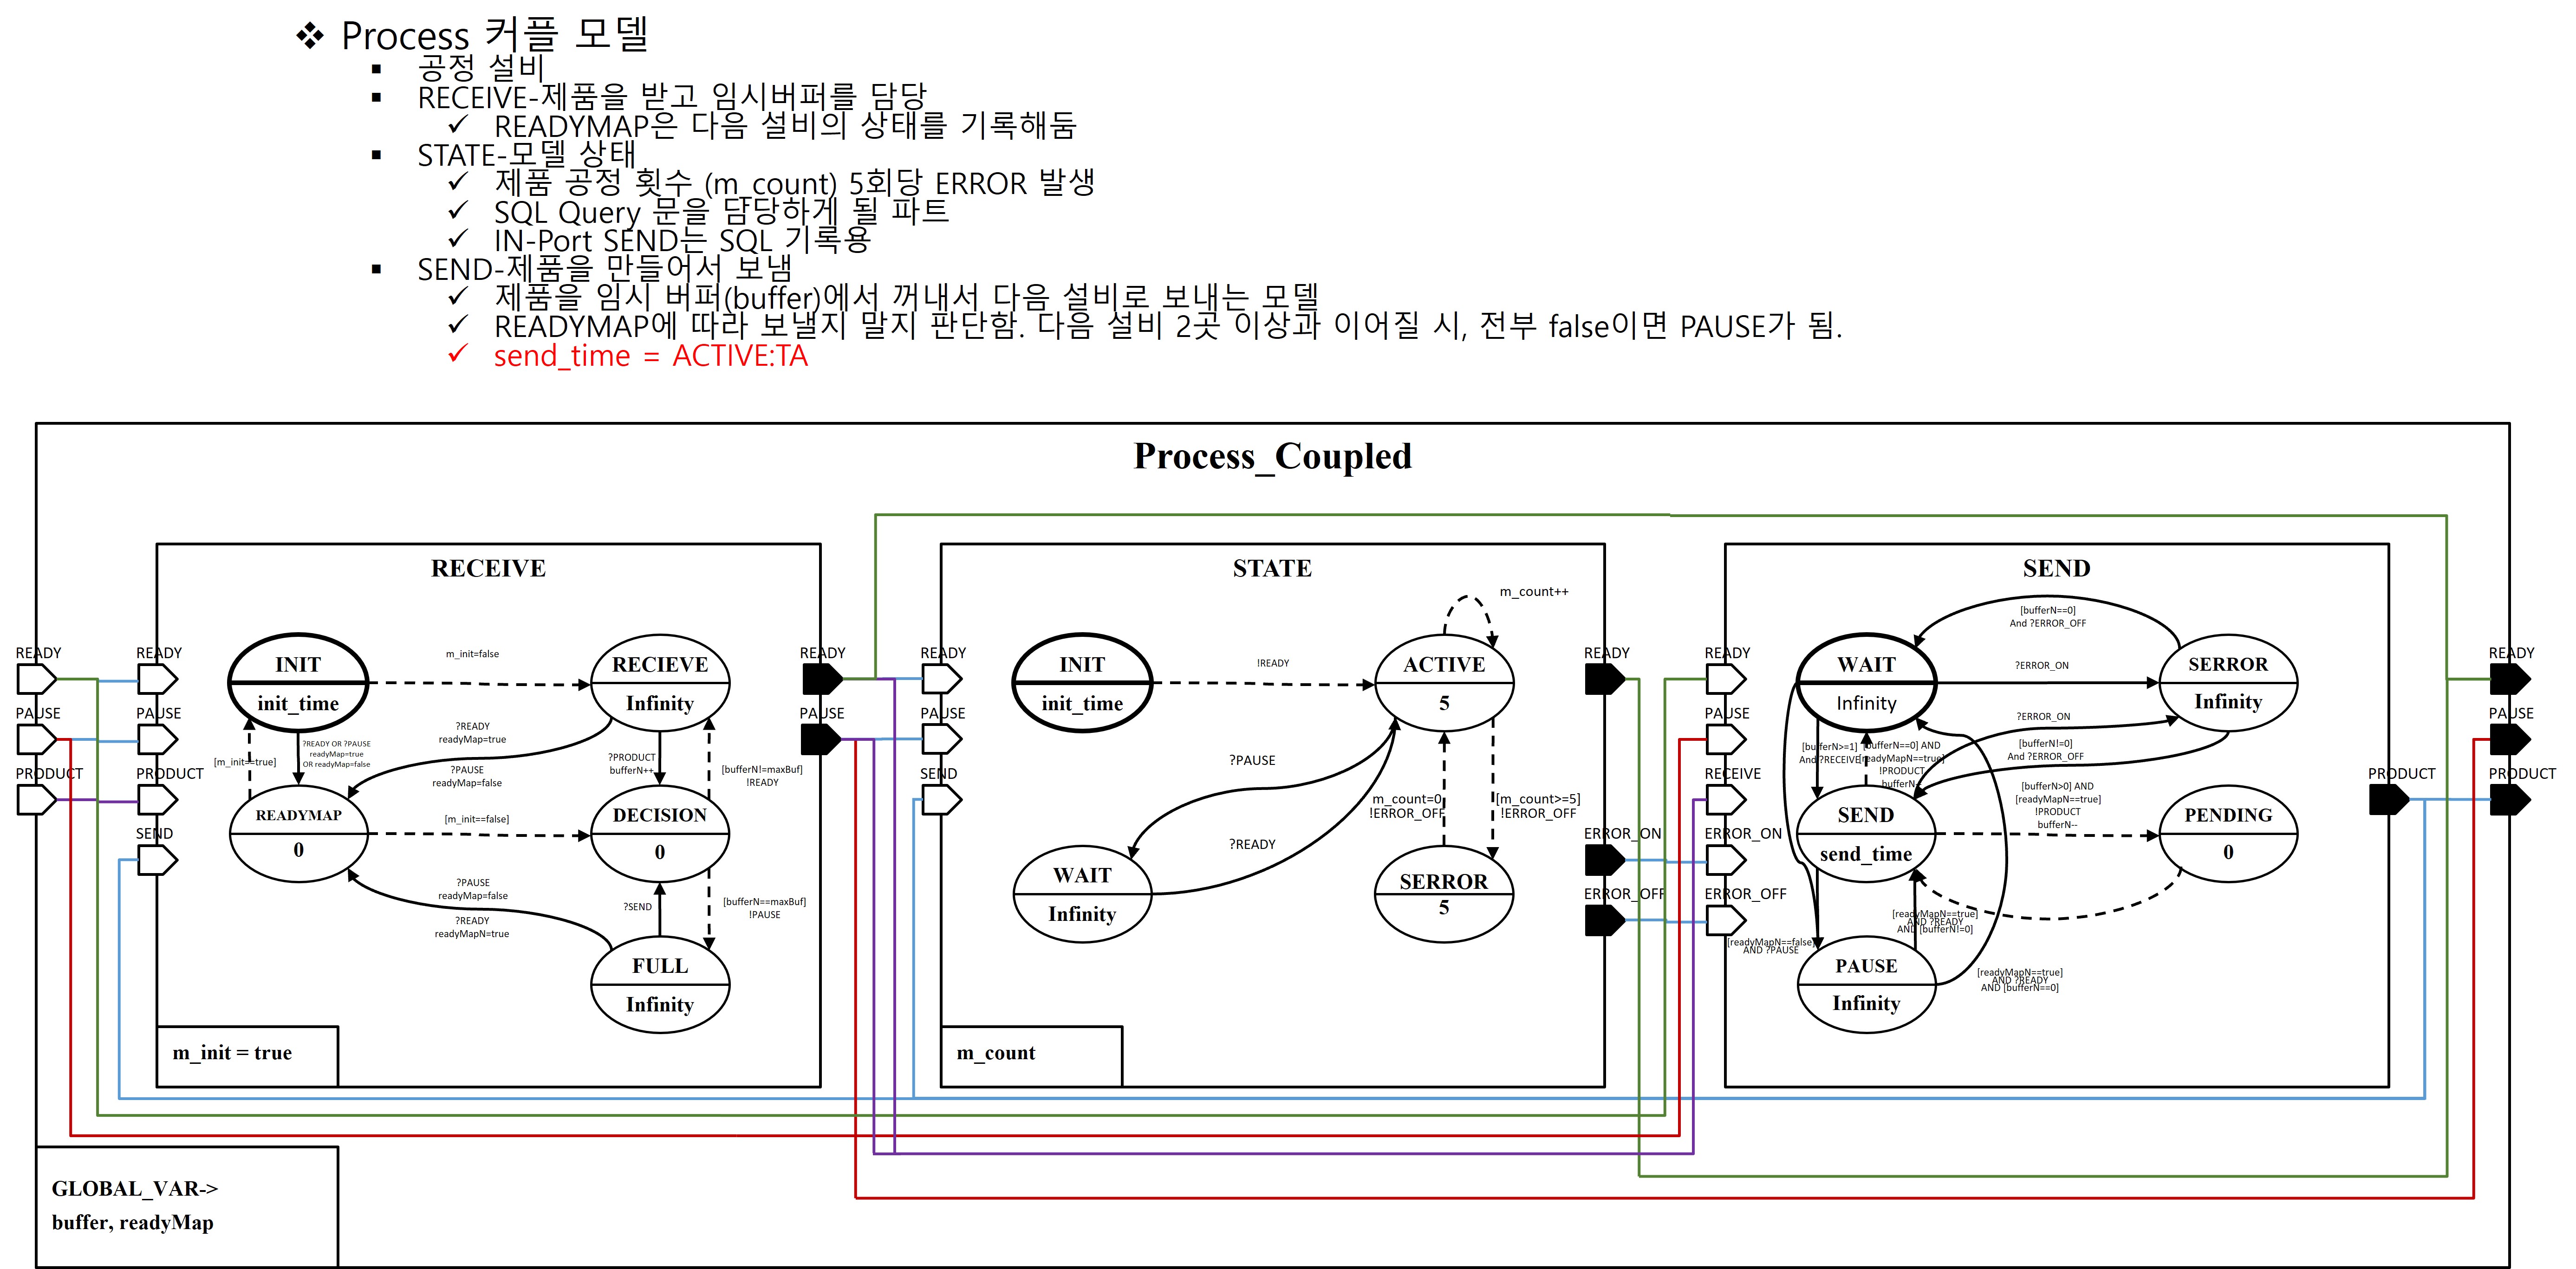 ❖ Process 커플 모델
▪ 공정 설비
▪ RECEIVE-제품을 받고 임시버퍼를 담당
✓ READYMAP은 다음 설비의 상태를 기록해둠
▪ STATE-모델 상태
✓ 제품 공정 횟수 (m_count) 5회당 ERROR 발생
✓ SQL Query 문을 담당하게 될 파트
✓ IN-Port SEND는 SQL 기록용
▪ SEND-제품을 만들어서 보냄
✓ 제품을 임시 버퍼(buffer)에서 꺼내서 다음 설비로 보내는 모델
✓ READYMAP에 따라 보낼지 말지 판단함. 다음 설비 2곳 이상과 이어질 시, 전부 false이면 PAUSE가 됨.
✓ send_time = ACTIVE:TA
Process_Coupled
READY
PAUSE
PRODUCT
RECEIVE
READY
PAUSE
PRODUCT
SEND
INIT
init_time
m_init=false
RECIEVE
Infinity
[m_init==true]
?READY OR ?PAUSE
readyMap=true
OR readyMap=false
?READY
readyMap=true
?PAUSE
readyMap=false
?PRODUCT
bufferN++
[bufferN!=maxBuf]
!READY
READYMAP
0
[m_init==false]
DECISION
0
?PAUSE
readyMap=false
?READY
readyMapN=true
?SEND
[bufferN==maxBuf]
!PAUSE
FULL
Infinity
m_init = true
READY
PAUSE
STATE
READY
PAUSE
SEND
INIT
init_time
!READY
m_count++
ACTIVE
5
?PAUSE
?READY
m_count=0
!ERROR_OFF
[m_count>=5]
!ERROR_OFF
WAIT
Infinity
SERROR
5
m_count
READY
ERROR_ON
ERROR_OFF
SEND
READY
PAUSE
RECEIVE
ERROR_ON
ERROR_OFF
[bufferN==0]
And ?ERROR_OFF
WAIT
Infinity
?ERROR_ON
SERROR
Infinity
?ERROR_ON
[bufferN!=0]
And ?ERROR_OFF
[bufferN>=1]
And ?RECEIVE
[bufferN==0] AND
[readyMapN==true]
!PRODUCT
bufferN-
[bufferN>0] AND
[readyMapN==true]
!PRODUCT
bufferN--
SEND
send_time
PENDING
0
[readyMapN==true]
AND ?READY
AND [bufferN!=0]
[readyMapN==false]
AND ?PAUSE
PAUSE
Infinity
[readyMapN==true]
AND ?READY
AND [bufferN==0]
PRODUCT
READY
PAUSE
PRODUCT
GLOBAL_VAR->
buffer, readyMap